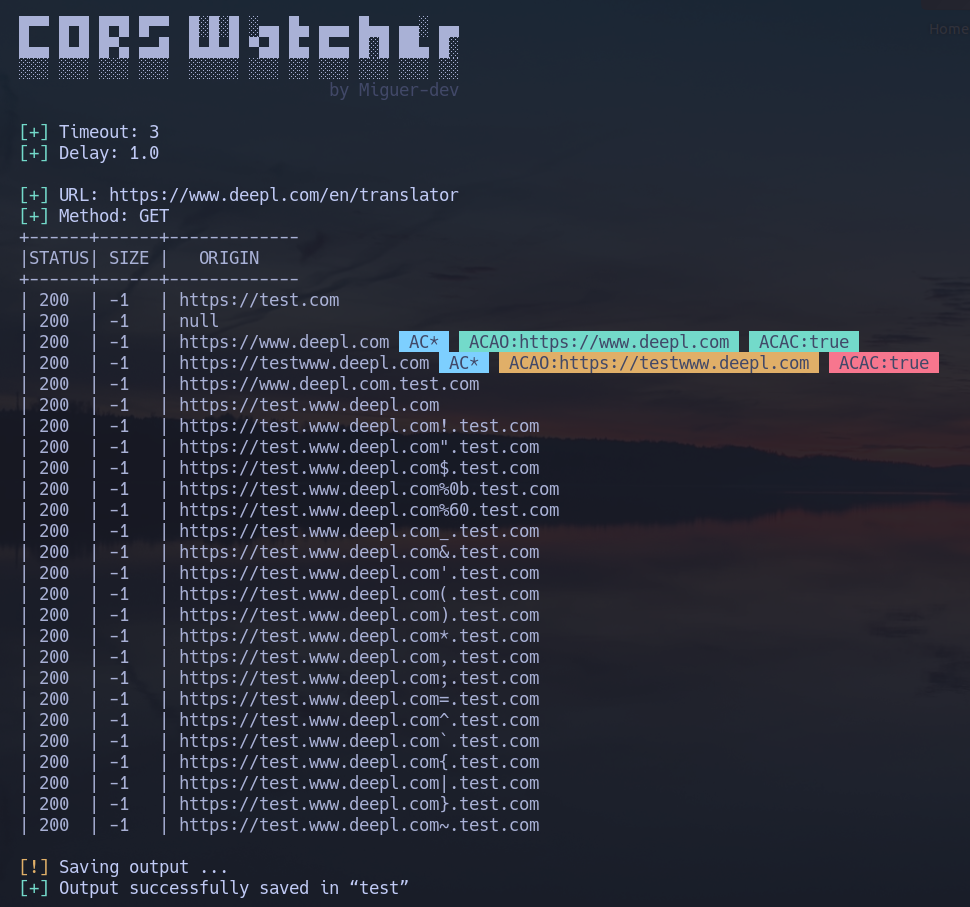 CORS Watcher
Home
by Miguer-dev
[+] Timeout: 3
[+] Delay: 1.0
[+] URL: https://www.deepl.com/en/translator
[+] Method: GET
+------+------+-------------
|STATUS| SIZE |   ORIGIN
+------+------+-------------
| 200  | -1   | https://test.com
| 200  | -1   | null
| 200  | -1   | https://www.deepl.com AC* ACAO:https://www.deepl.com ACAC:true
| 200  | -1   | https://testwww.deepl.com AC* ACAO:https://testwww.deepl.com ACAC:true
| 200  | -1   | https://www.deepl.com.test.com
| 200  | -1   | https://test.www.deepl.com
| 200  | -1   | https://test.www.deepl.com!.test.com
| 200  | -1   | https://test.www.deepl.com".test.com
| 200  | -1   | https://test.www.deepl.com$.test.com
| 200  | -1   | https://test.www.deepl.com%0b.test.com
| 200  | -1   | https://test.www.deepl.com%60.test.com
| 200  | -1   | https://test.www.deepl.com_.test.com
| 200  | -1   | https://test.www.deepl.com&.test.com
| 200  | -1   | https://test.www.deepl.com'.test.com
| 200  | -1   | https://test.www.deepl.com(.test.com
| 200  | -1   | https://test.www.deepl.com).test.com
| 200  | -1   | https://test.www.deepl.com*.test.com
| 200  | -1   | https://test.www.deepl.com,.test.com
| 200  | -1   | https://test.www.deepl.com;.test.com
| 200  | -1   | https://test.www.deepl.com=.test.com
| 200  | -1   | https://test.www.deepl.com^.test.com
| 200  | -1   | https://test.www.deepl.com`.test.com
| 200  | -1   | https://test.www.deepl.com{.test.com
| 200  | -1   | https://test.www.deepl.com|.test.com
| 200  | -1   | https://test.www.deepl.com}.test.com
| 200  | -1   | https://test.www.deepl.com~.test.com
[!] Saving output ...
[+] Output successfully saved in “test”